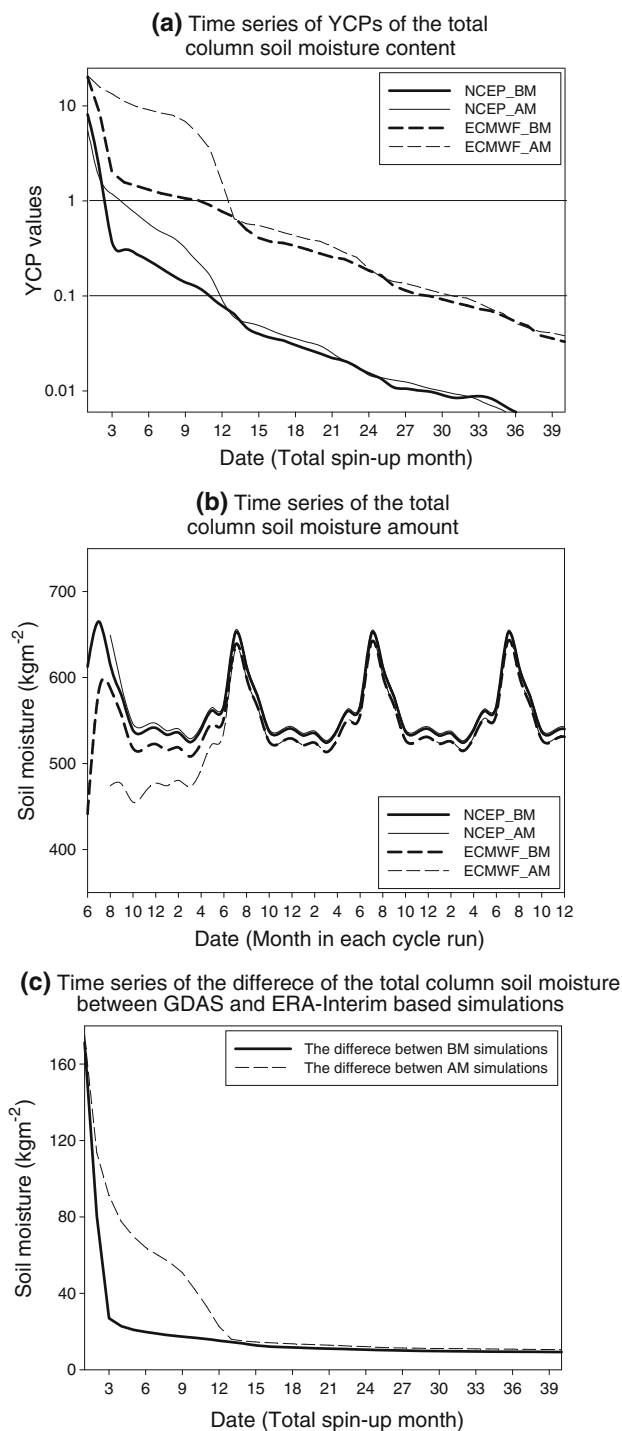 (a) Time series of YCPs of the total
column soil moisture content
NCEP_BM
NCEP_AM
ECMWF_BM
ECMWF_AM
YCP values
10
1
0.1
0.01
3 6 9 12 15 18 21 24 27 30 33 36 39
Date (Total spin-up month)
(b) Time series of the total
column soil moisture amount
Soil moisture (kgm-2)
700
600
500
400
NCEP_BM
NCEP_AM
ECMWF_BM
ECMWF_AM
6 8 10 12 2 4 6 8 10 12 2 4 6 8 10 12 2 4 6 8 10 12
Date (Month in each cycle run)
(c) Time series of the differece of the total column soil moisture
between GDAS and ERA-Interim based simulations
The differece betwen BM simulations
The differece betwen AM simulations
Soil moisture (kgm-2)
160
120
80
40
0
3 6 9 12 15 18 21 24 27 30 33 36 39
Date (Total spin-up month)